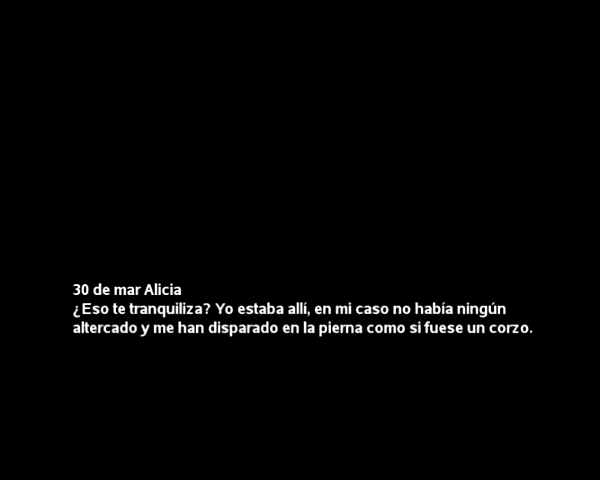 30 de mar Alicia
¿Eso te tranquiliza? Yo estaba allí, en mi caso no había ningún
altercado y me han disparado en la pierna como si fuese un corzo.